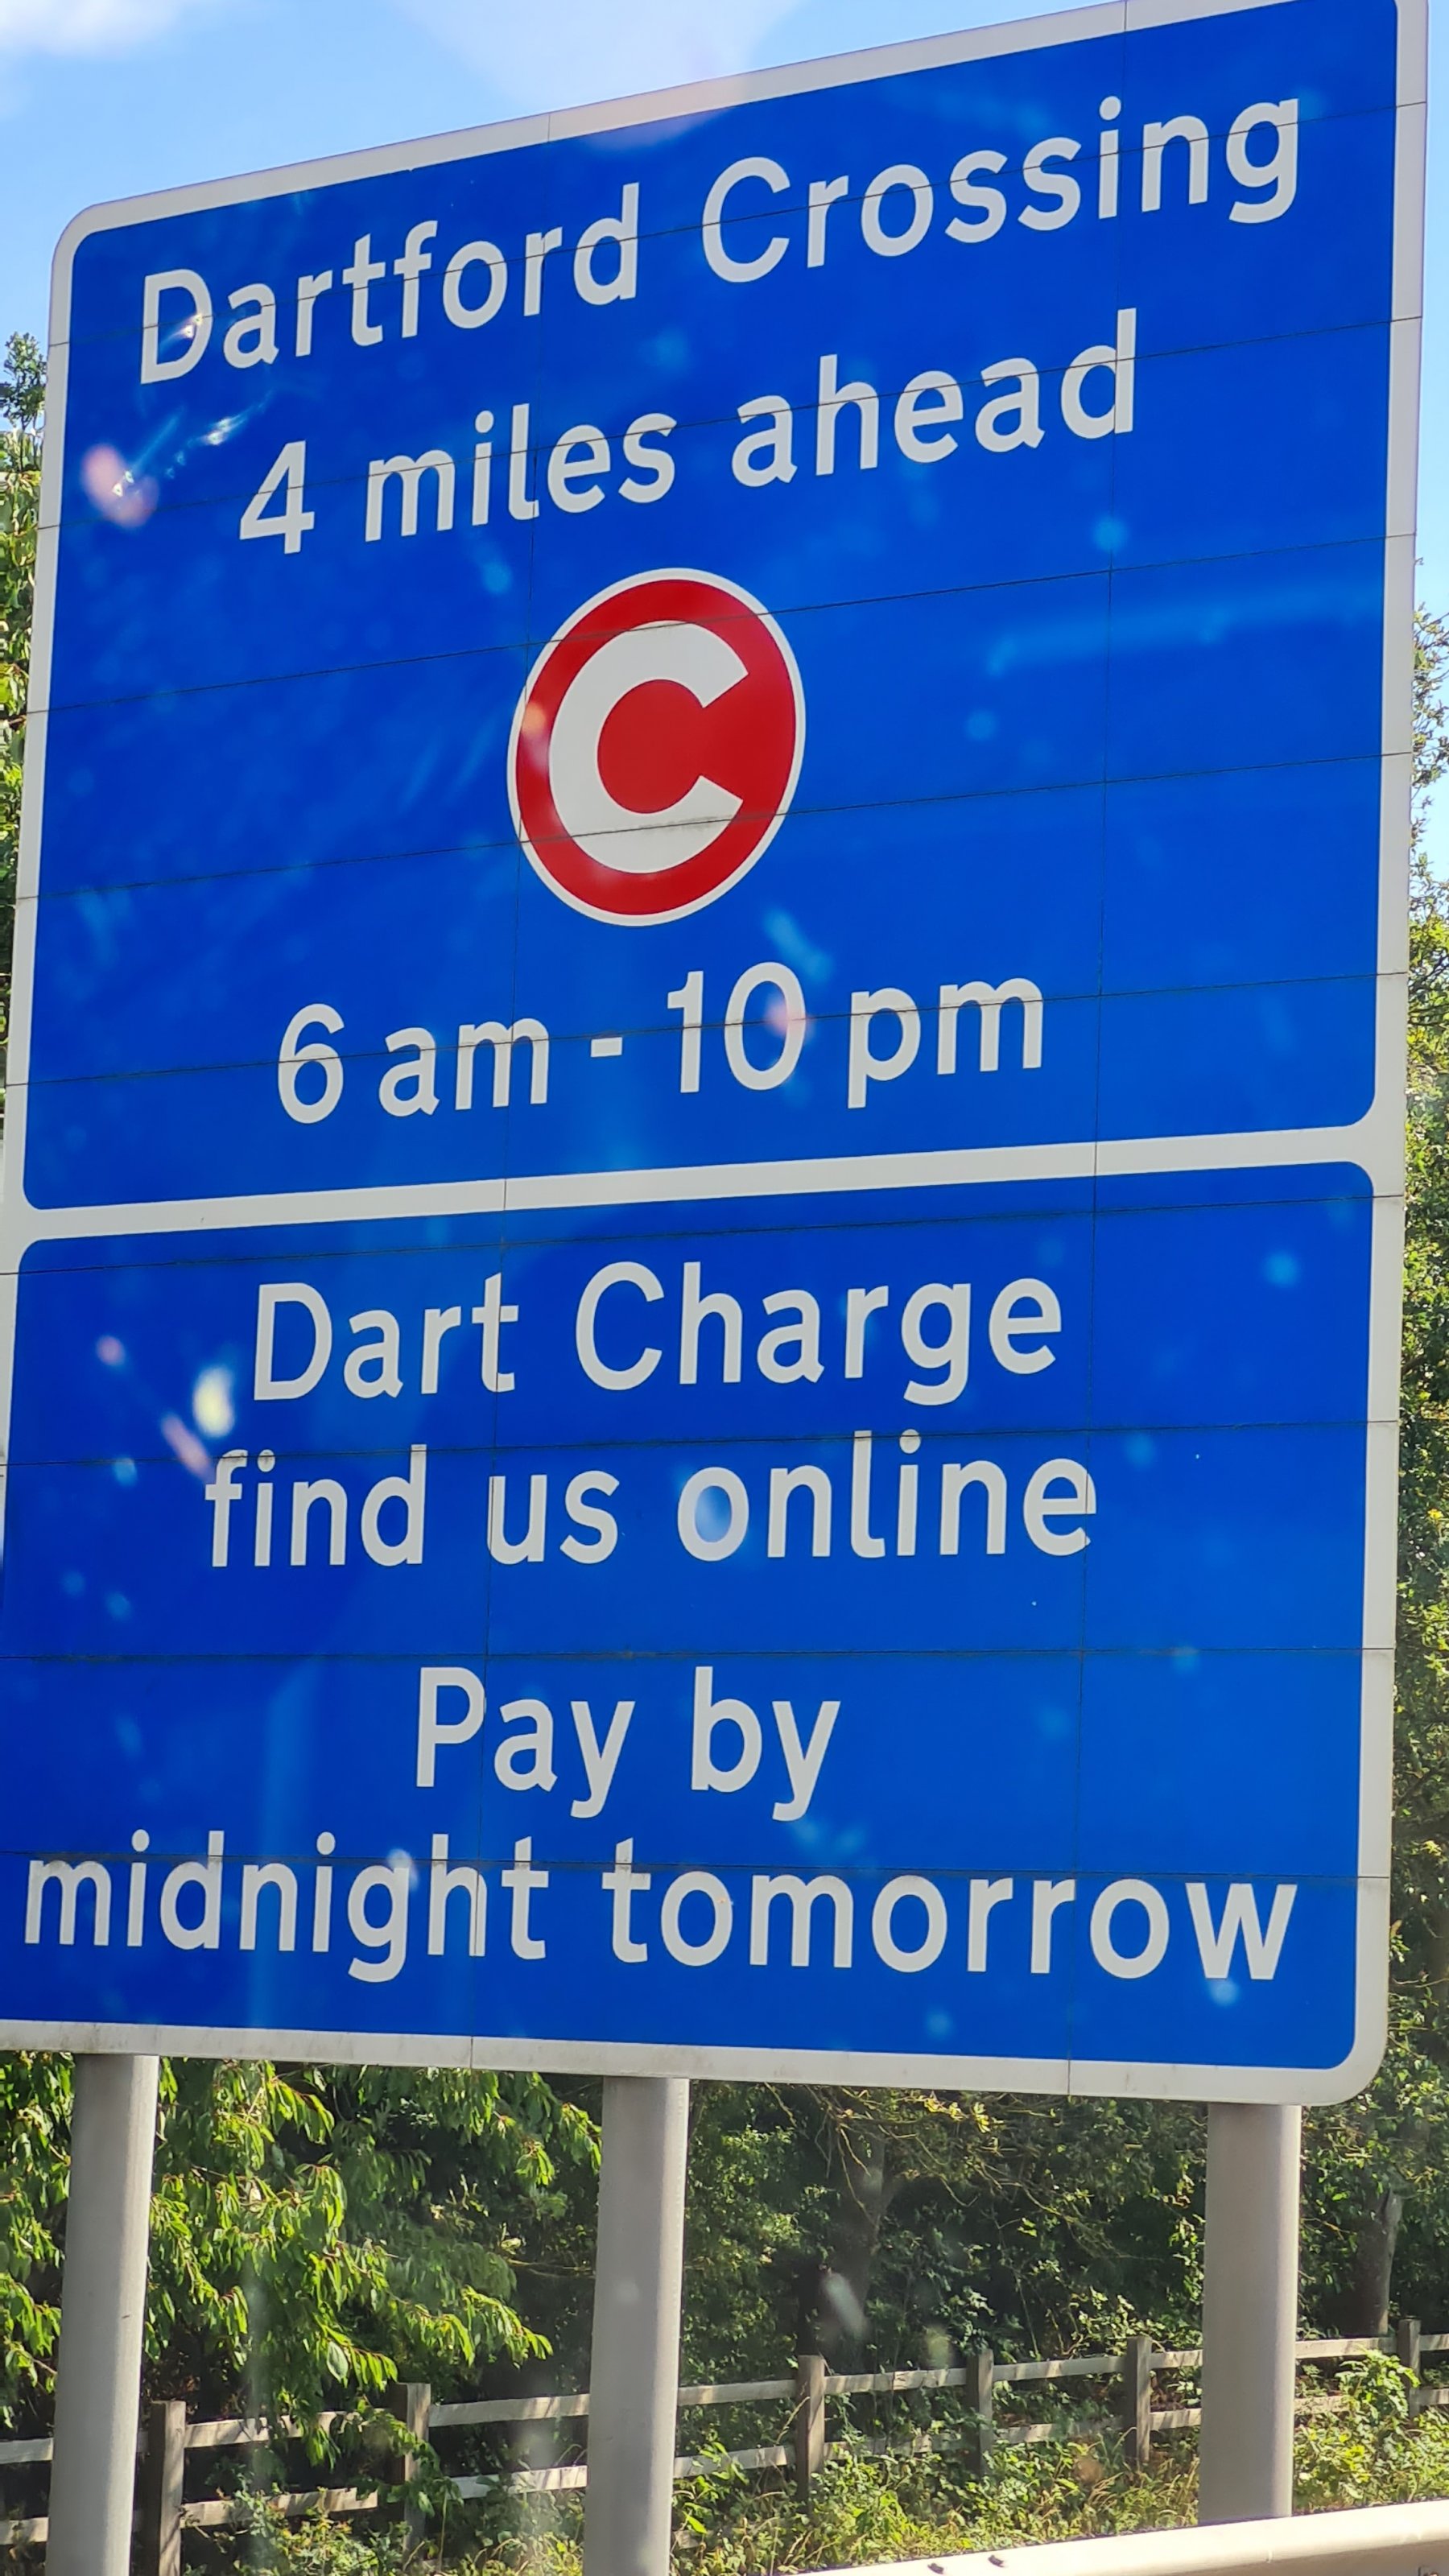 Dartford Crossing
4 miles ahead
C
6 am - 10 pm
Dart Charge
find us online
Pay by
midnight tomorrow